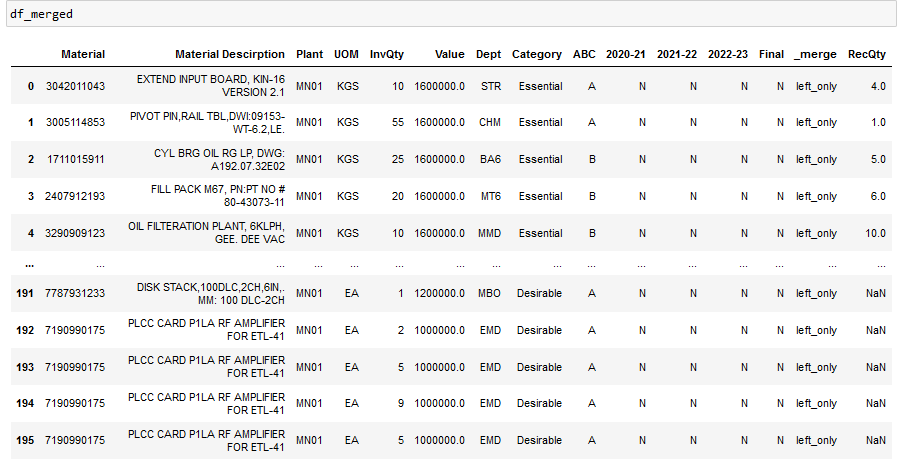 df_merged
Material Material Descirption Plant UOM InvQty Value Dept Category ABC 2020-21 2021-22 2022-23 Final _merge RecQty
0 3042011043 EXTEND INPUT BOARD, KIN-16 VERSION 2.1 MN01 KGS 10 1600000.0 STR Essential A N N N N left_only 4.0
1 3005114853 PIVOT PIN,RAIL TBL,DWI:09153-WT-6.2,LE. MN01 KGS 55 1600000.0 CHM Essential A N N N N left_only 1.0
2 1711015911 CYL BRG OIL RG LP, DWG: A192.07.32E02 MN01 KGS 25 1600000.0 BA6 Essential B N N N N left_only 5.0
3 2407912193 FILL PACK M67, PN:PT NO # 80-43073-11 MN01 KGS 20 1600000.0 MT6 Essential B N N N N left_only 6.0
4 3290909123 OIL FILTERATION PLANT, 6KLPH, GEE. DEE VAC MN01 KGS 10 1600000.0 MMD Essential B N N N N left_only 10.0
... ... ... ... ... ... ... ... ... ... ... ... ... ... ... ...
191 7787931233 DISK STACK,100DLC,2CH,6IN,. MM: 100 DLC-2CH MN01 EA 1 1200000.0 MBO Desirable A N N N N left_only NaN
192 7190990175 PLCC CARD P1LA RF AMPLIFIER FOR ETL-41 MN01 EA 2 1000000.0 EMD Desirable A N N N N left_only NaN
193 7190990175 PLCC CARD P1LA RF AMPLIFIER FOR ETL-41 MN01 EA 5 1000000.0 EMD Desirable A N N N N left_only NaN
194 7190990175 PLCC CARD P1LA RF AMPLIFIER FOR ETL-41 MN01 EA 9 1000000.0 EMD Desirable A N N N N left_only NaN
195 7190990175 PLCC CARD P1LA RF AMPLIFIER FOR ETL-41 MN01 EA 5 1000000.0 EMD Desirable A N N N N left_only NaN